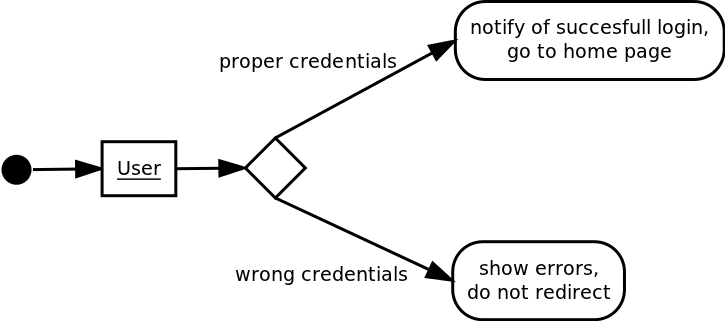 notify of succesfull login,
go to home page
proper credentials
User
wrong credentials
show errors,
do not redirect